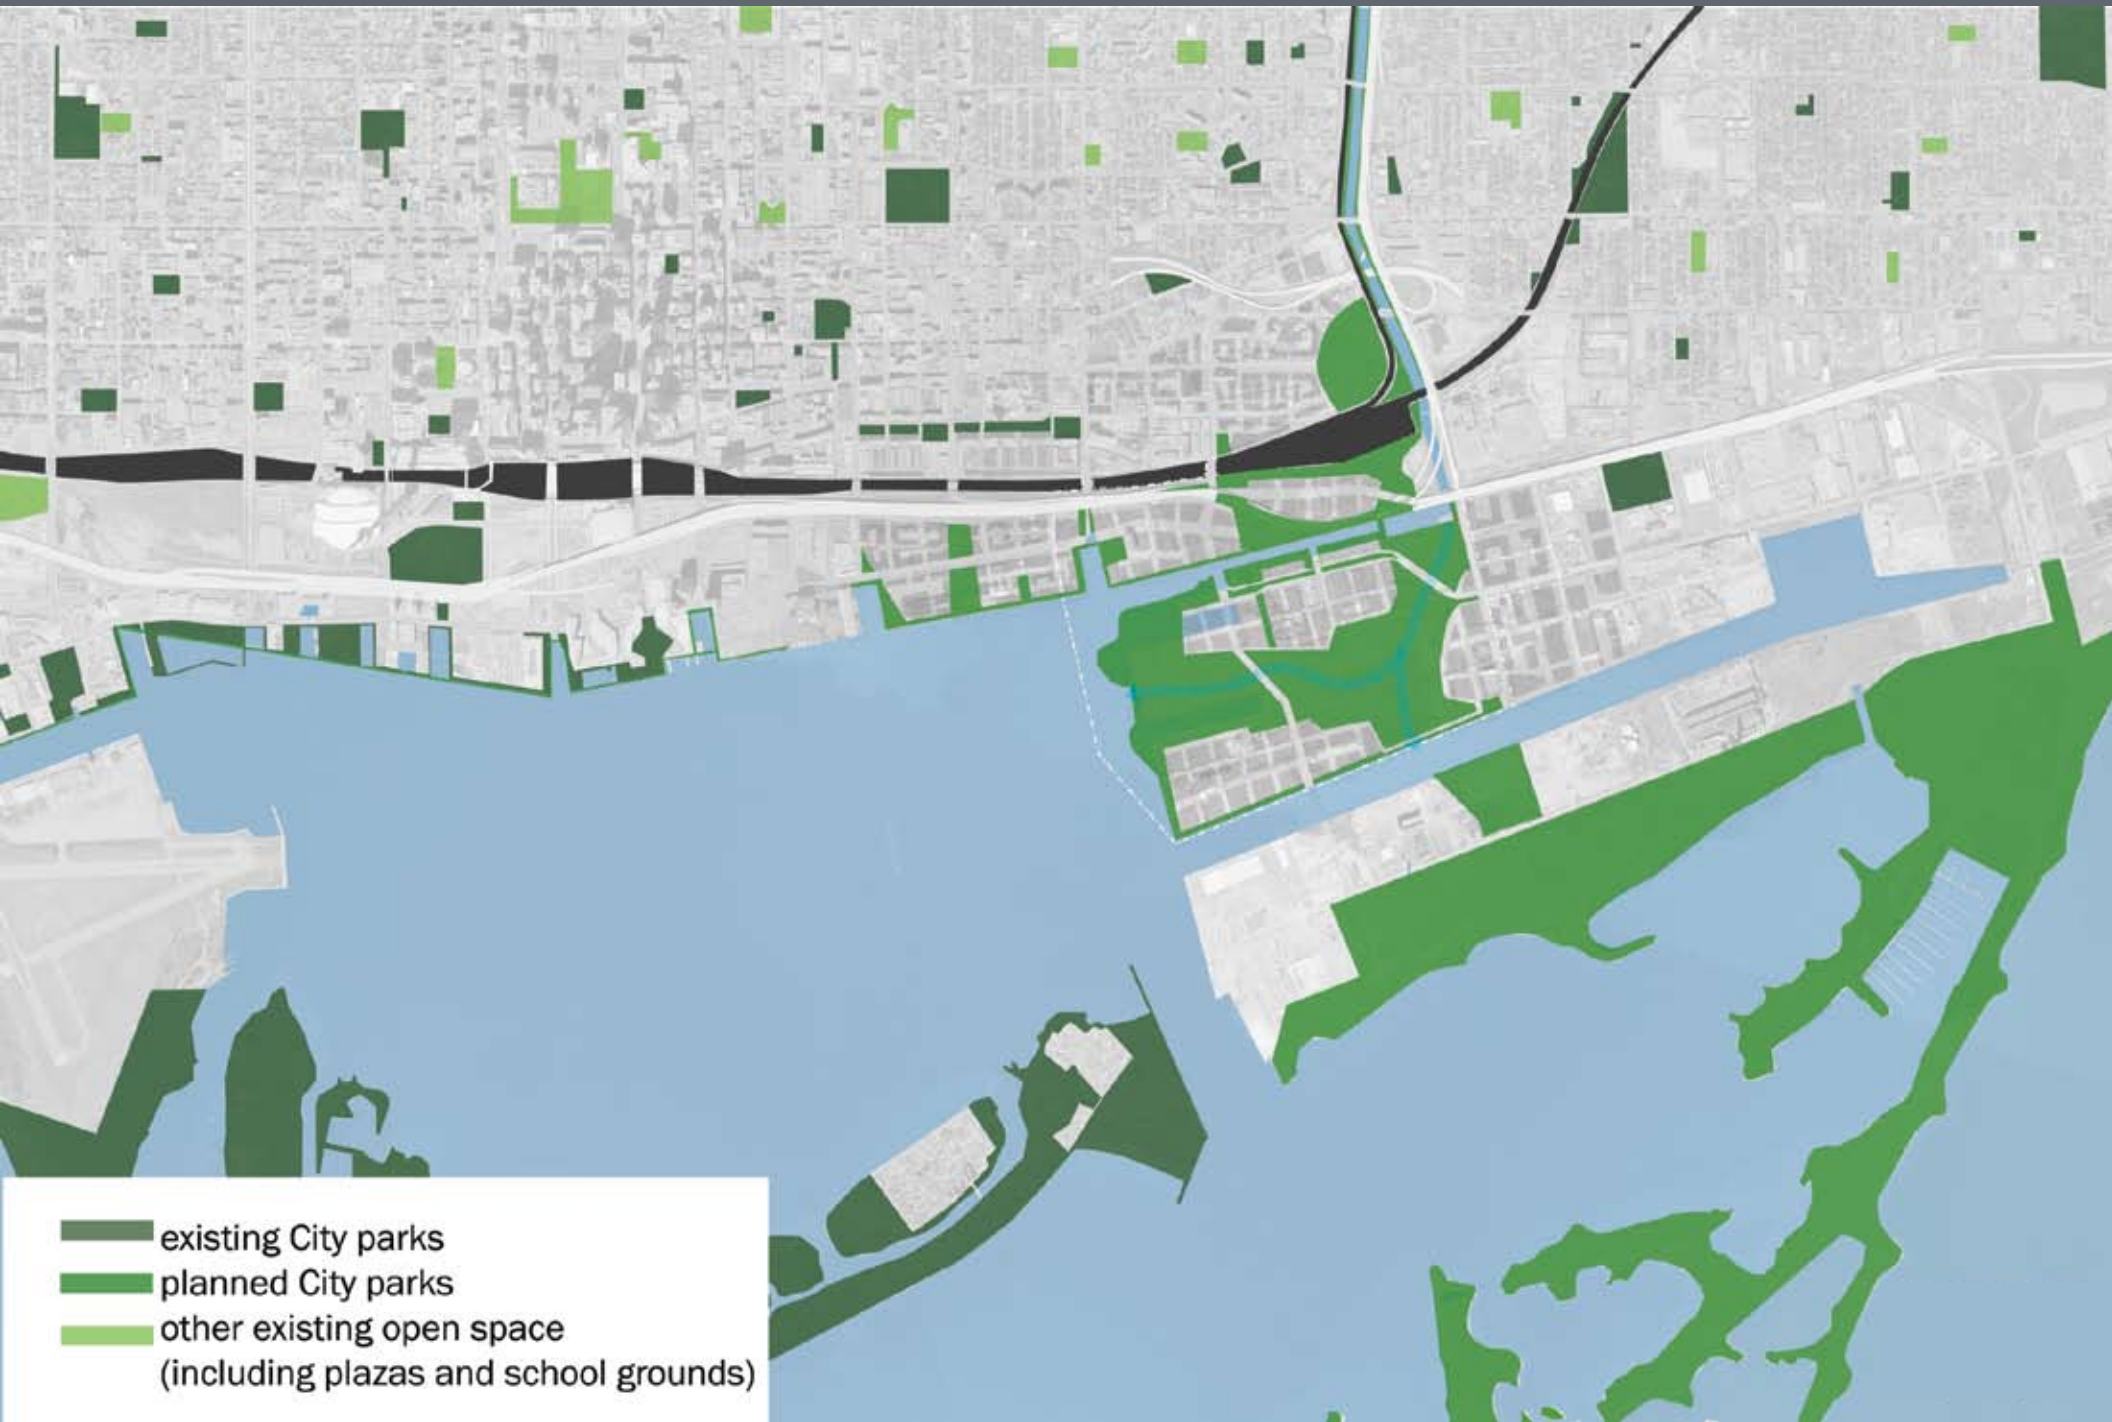 existing City parks
planned City parks
other existing open space
(including plazas and school grounds)